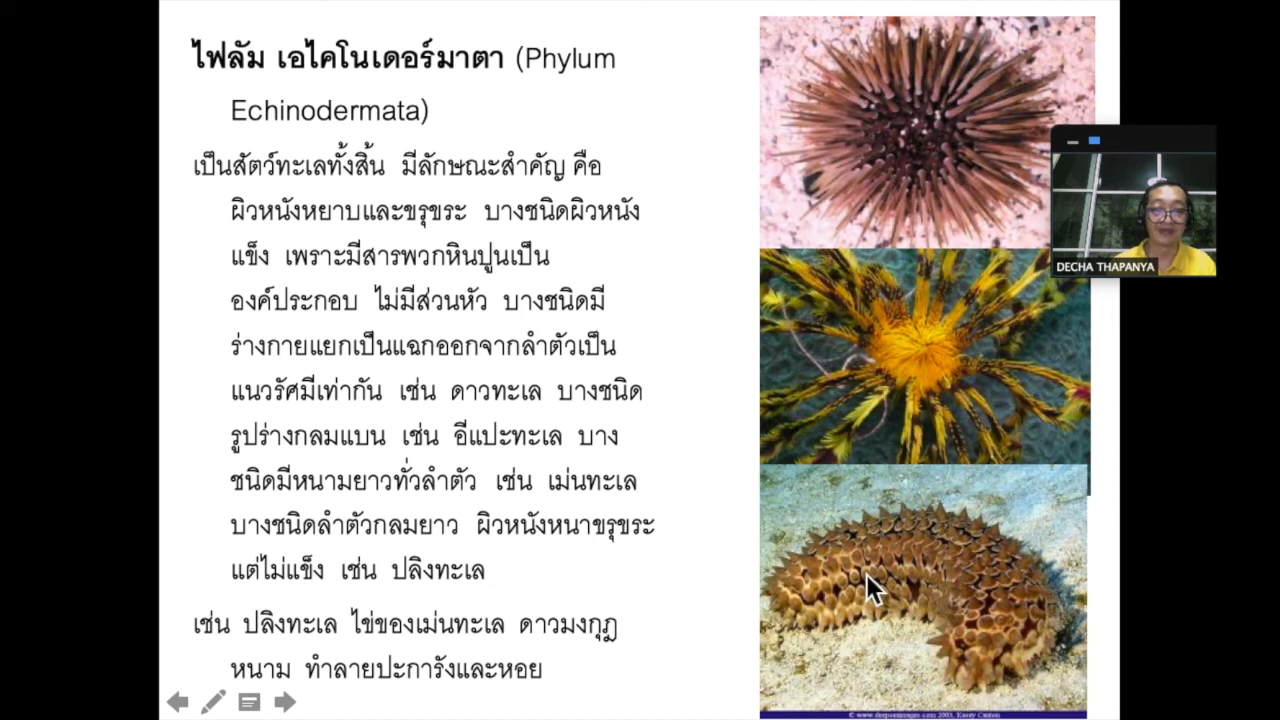 ไฟลัม เอไคโนเดอร์มาตา (Phylum
Echinodermata)
เป็นสัตว์ทะเลทั้งสิ้น มีลักษณะสำคัญ คือ
ผิวหนังหยาบและขรุขระ บางชนิดผิวหนัง
แข็ง เพราะมีสารพวกหินปูนเป็น
องค์ประกอบ ไม่มีส่วนหัว บางชนิดมี
ร่างกายแยกเป็นแฉกออกจากลำตัวเป็น
แนวรัศมีเท่ากัน เช่น ดาวทะเล บางชนิด
รูปร่างกลมแบน เช่น อีแปะทะเล บาง
ชนิดมีหนามยาวทั่วลำตัว เช่น เม่นทะเล
บางชนิดลำตัวกลมยาว ผิวหนังหนาขรุขระ
แต่ไม่แข็ง เช่น ปลิงทะเล
เช่น ปลิงทะเล ไข่ของเม่นทะเล ดาวมงกุฎ
หนาม ทำลายปะการังและหอย
DECHA THAPANYA